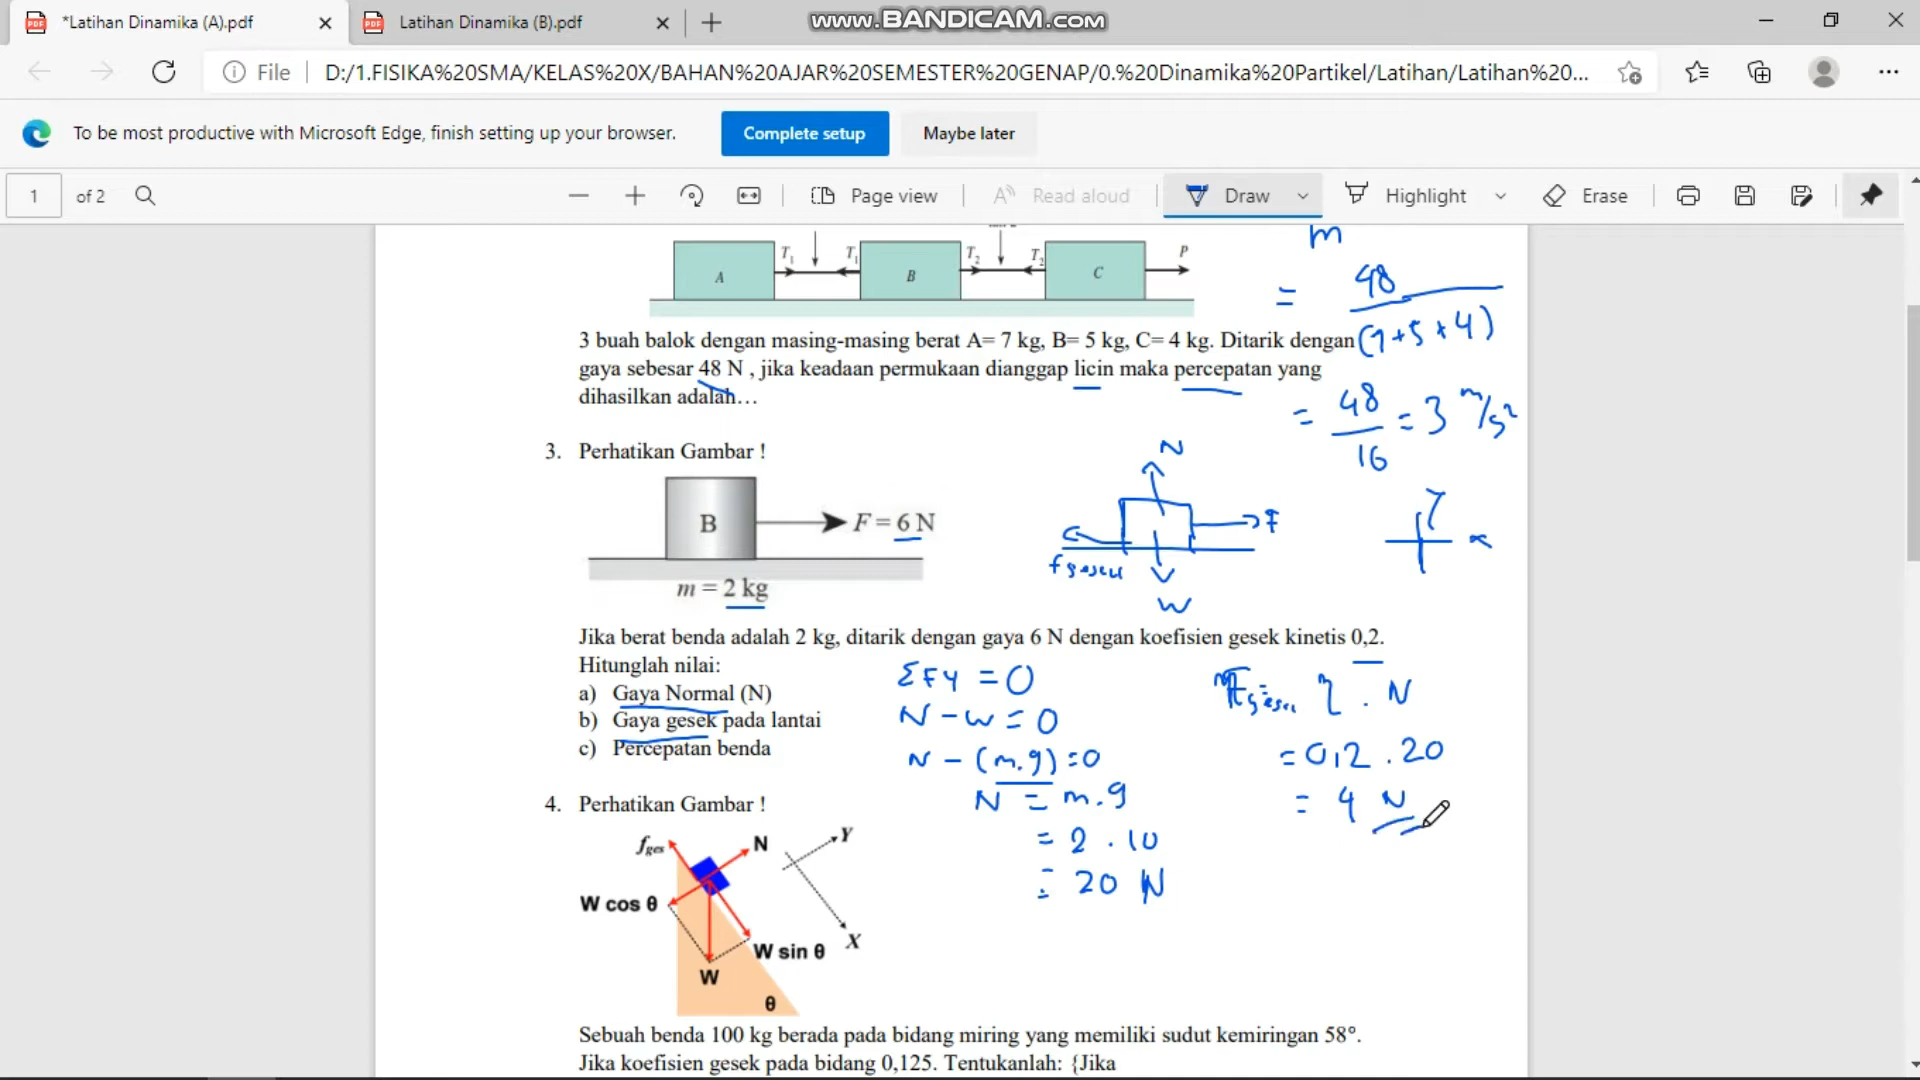 *Latihan Dinamika (A).pdf
Latihan Dinamika (B).pdf
www.BANDICAM.com
File
D:/1.FISIKA%20SMA/KELAS%20X/BAHAN%20AJAR%20SEMESTER%20GENAP/0.%20Dinamika%20Partikel/Latihan/Latihan%20...
To be most productive with Microsoft Edge, finish setting up your browser.
Complete setup
Maybe later
1 of 2
Page view
Read aloud
Draw
Highlight
Erase
m
A T1 T1 B T2 T2 C P
= 48
(7+5+4)
3 buah balok dengan masing-masing berat A= 7 kg, B= 5 kg, C= 4 kg. Ditarik dengan
gaya sebesar 48 N , jika keadaan permukaan dianggap licin maka percepatan yang
dihasilkan adalah…
= 48 = 3 m/s²
16
3. Perhatikan Gambar !
B
F = 6 N
m = 2 kg
N
F
f gesek
W
Y
x
Jika berat benda adalah 2 kg, ditarik dengan gaya 6 N dengan koefisien gesek kinetis 0,2.
Hitunglah nilai:
a) Gaya Normal (N)
b) Gaya gesek pada lantai
c) Percepatan benda
ΣFy = 0
N - w = 0
N - (m.g) = 0
N = m.g
= 2 . 10
= 20 N
. N
= 0,2 . 20
= 4 N
4. Perhatikan Gambar !
fges
N
Y
W cos θ
W sin θ
X
W
θ
Sebuah benda 100 kg berada pada bidang miring yang memiliki sudut kemiringan 58°.
Jika koefisien gesek pada bidang 0,125. Tentukanlah: {Jika